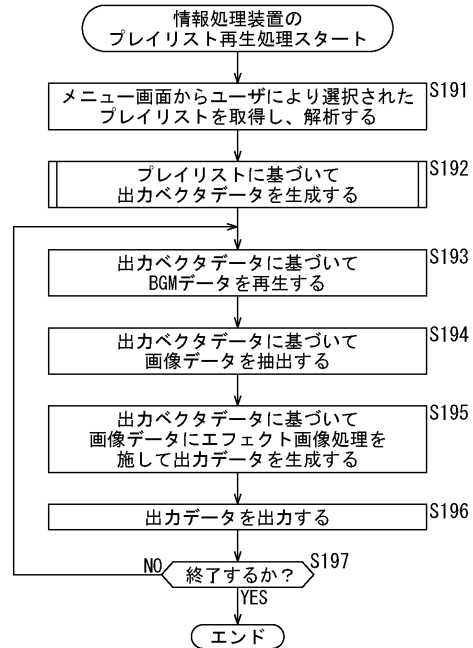 情報処理装置の
プレイリスト再生処理スタート
S191
メニュー画面からユーザにより選択された
プレイリストを取得し、解析する
S192
プレイリストに基づいて
出力ベクタデータを生成する
S193
出力ベクタデータに基づいて
BGMデータを再生する
S194
出力ベクタデータに基づいて
画像データを抽出する
S195
出力ベクタデータに基づいて
画像データにエフェクト画像処理を
施して出力データを生成する
S196
出力データを出力する
S197
NO
終了するか？
YES
エンド